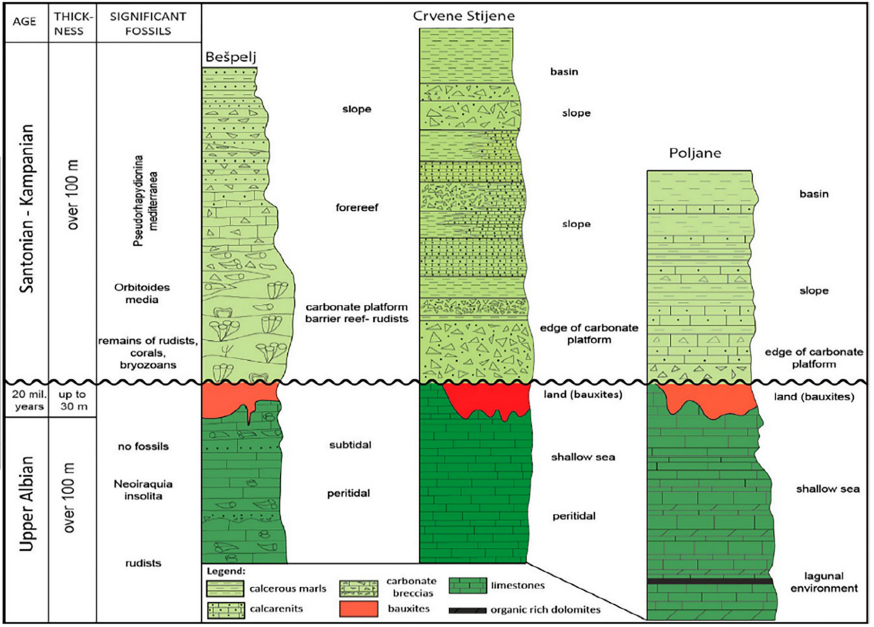 AGE
THICK-
NESS
SIGNIFICANT
FOSSILS
Santonian - Kampanian
over 100 m
Pseudorhapydionina
mediterranea
Orbitoides
media
remains of rudists,
corals,
bryozoans
20 mil.
years
up to
30 m
Upper Albian
over 100 m
no fossils
Neoiraquia
insolita
rudists
Bešpelj
slope
forereef
carbonate platform
barrier reef- rudists
subtidal
peritidal
Crvene Stijene
basin
slope
slope
edge of carbonate
platform
land (bauxites)
shallow sea
peritidal
Poljane
basin
slope
edge of carbonate
platform
land (bauxites)
shallow sea
lagunal
environment
Legend:
calcerous marls
carbonate
breccias
limestones
calcarenits
bauxites
organic rich dolomites